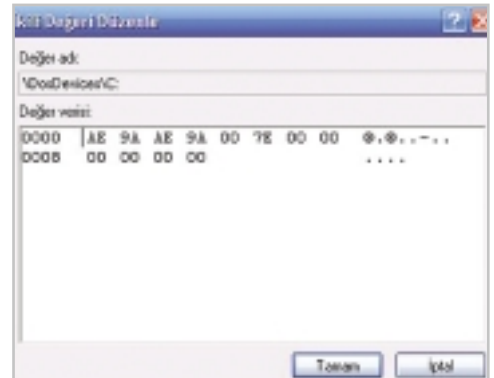 Değeri Düzenle
Değer adı:
\DosDevices\C:
Değer verisi:
0000 AE 9A AE 9A 00 7E 00 00 ®.®..~..
0008 00 00 00 00 ....
Tamam İptal